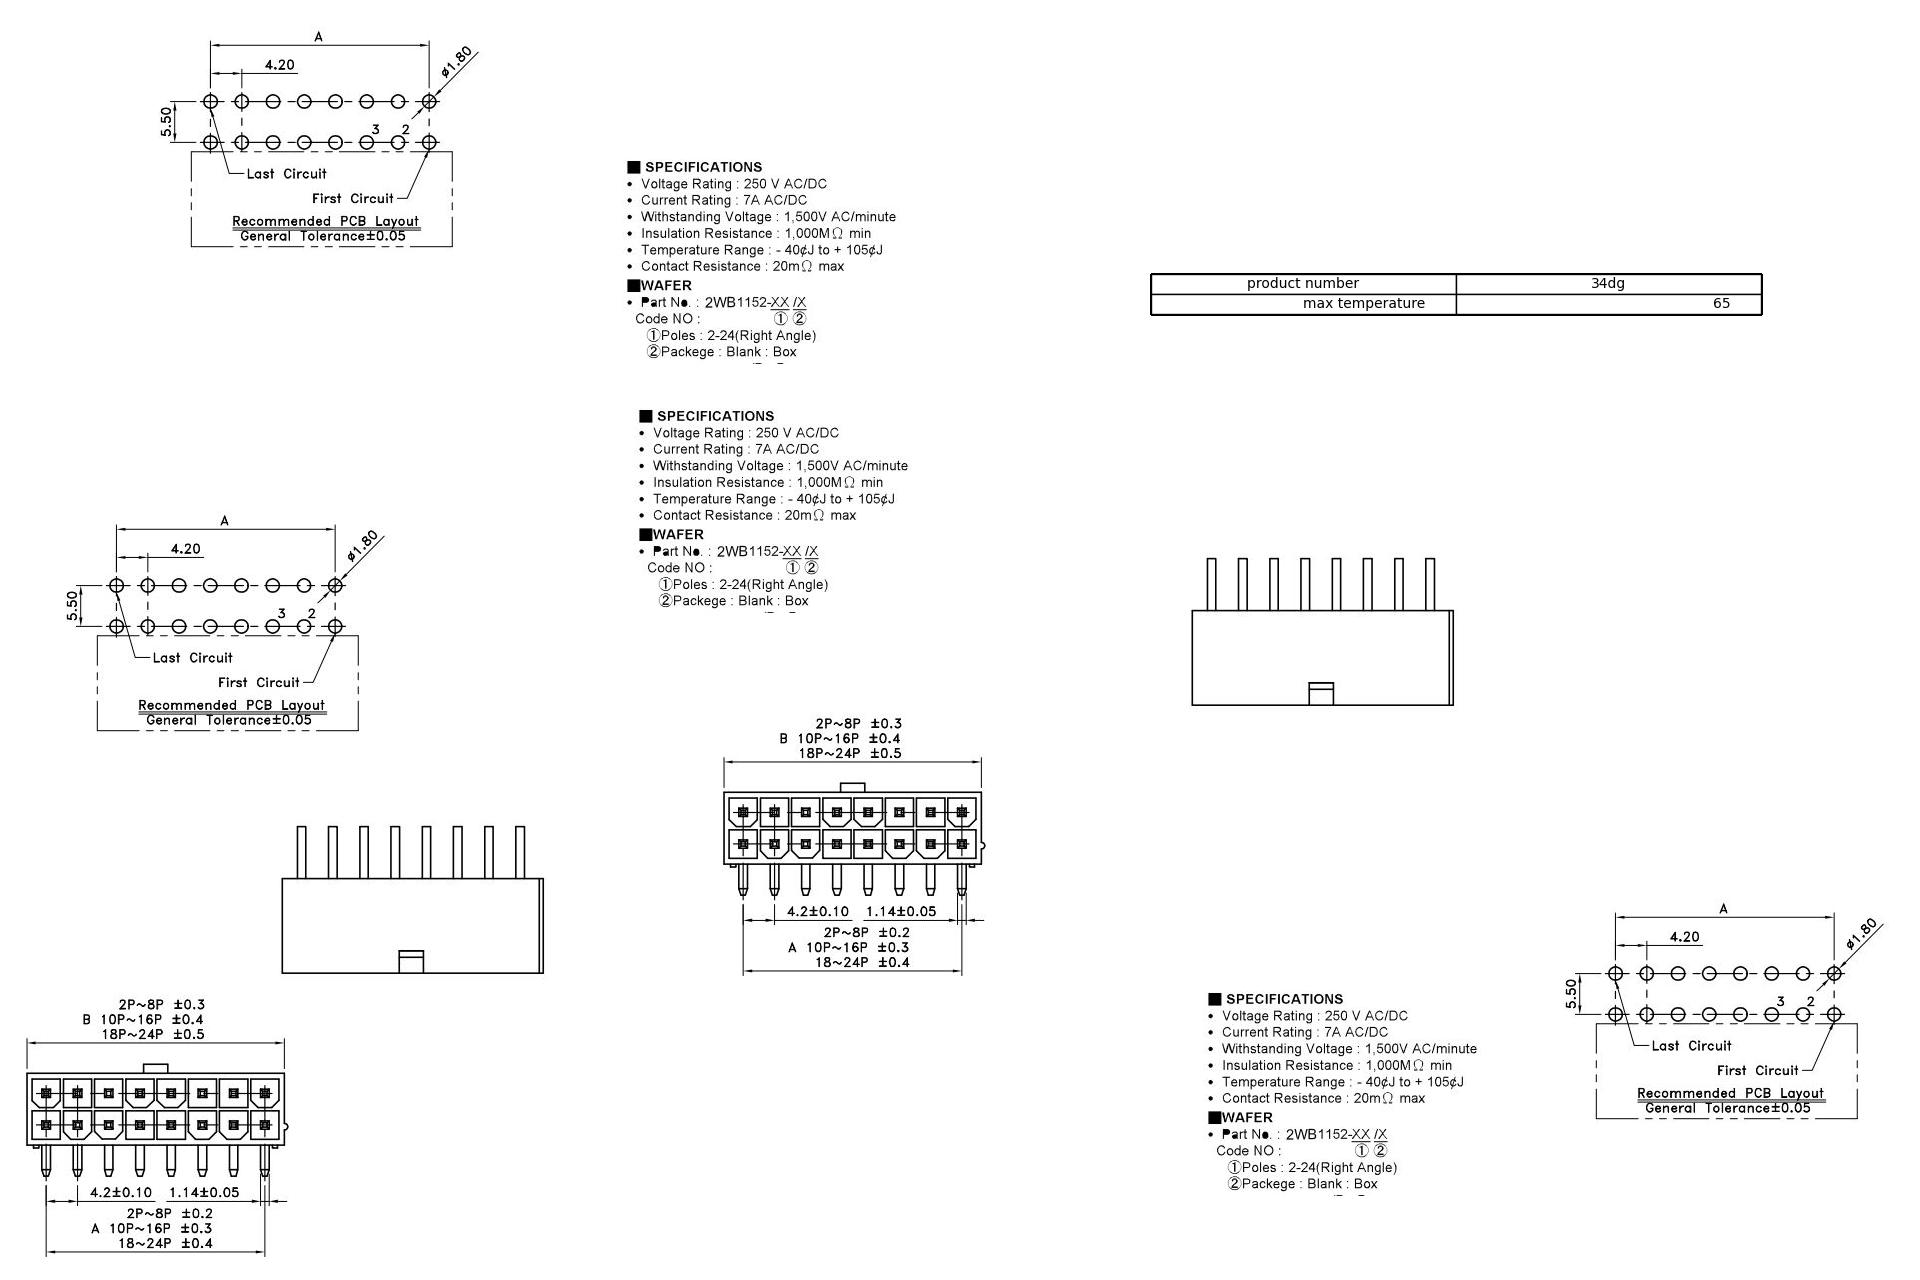 A
4.20
ø1.80
5.50
3 2
Last Circuit
First Circuit
Recommended PCB Layout
General Tolerance±0.05
■ SPECIFICATIONS
• Voltage Rating : 250 V AC/DC
• Current Rating : 7A AC/DC
• Withstanding Voltage : 1,500V AC/minute
• Insulation Resistance : 1,000MΩ min
• Temperature Range : - 40¢J to + 105¢J
• Contact Resistance : 20mΩ max
■WAFER
• Part No. : 2WB1152-XX /X
Code NO : ① ②
①Poles : 2-24(Right Angle)
②Packege : Blank : Box
product number 34dg
max temperature 65
■ SPECIFICATIONS
• Voltage Rating : 250 V AC/DC
• Current Rating : 7A AC/DC
• Withstanding Voltage : 1,500V AC/minute
• Insulation Resistance : 1,000MΩ min
• Temperature Range : - 40¢J to + 105¢J
• Contact Resistance : 20mΩ max
■WAFER
• Part No. : 2WB1152-XX /X
Code NO : ① ②
①Poles : 2-24(Right Angle)
②Packege : Blank : Box
A
4.20
ø1.80
5.50
3 2
Last Circuit
First Circuit
Recommended PCB Layout
General Tolerance±0.05
2P~8P ±0.3
B 10P~16P ±0.4
18P~24P ±0.5
4.2±0.10 1.14±0.05
2P~8P ±0.2
A 10P~16P ±0.3
18~24P ±0.4
2P~8P ±0.3
B 10P~16P ±0.4
18P~24P ±0.5
4.2±0.10 1.14±0.05
2P~8P ±0.2
A 10P~16P ±0.3
18~24P ±0.4
■ SPECIFICATIONS
• Voltage Rating : 250 V AC/DC
• Current Rating : 7A AC/DC
• Withstanding Voltage : 1,500V AC/minute
• Insulation Resistance : 1,000MΩ min
• Temperature Range : - 40¢J to + 105¢J
• Contact Resistance : 20mΩ max
■WAFER
• Part No. : 2WB1152-XX /X
Code NO : ① ②
①Poles : 2-24(Right Angle)
②Packege : Blank : Box
A
4.20
ø1.80
5.50
3 2
Last Circuit
First Circuit
Recommended PCB Layout
General Tolerance±0.05